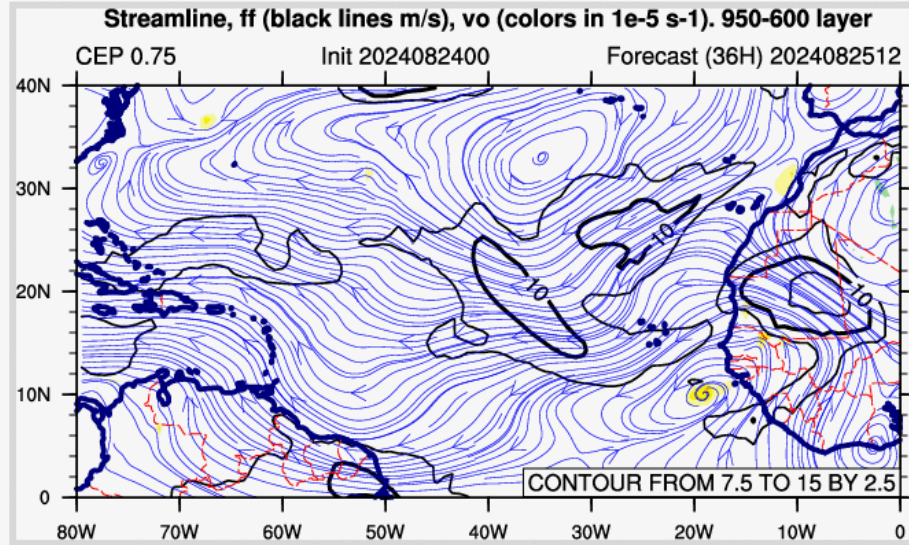 Streamline, ff (black lines m/s), vo (colors in 1e-5 s-1). 950-600 layer
CEP 0.75 Init 2024082400 Forecast (36H) 2024082512
40N
30N
20N
10N
0
10
10
10
CONTOUR FROM 7.5 TO 15 BY 2.5
80W 70W 60W 50W 40W 30W 20W 10W 0